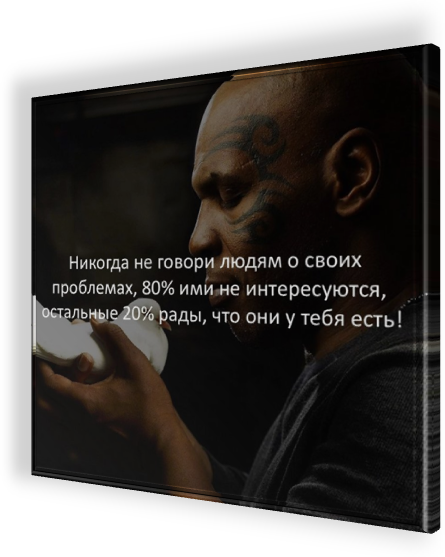 Никогда не говори людям о своих
проблемах, 80% ими не интересуются,
остальные 20% рады, что они у тебя есть!